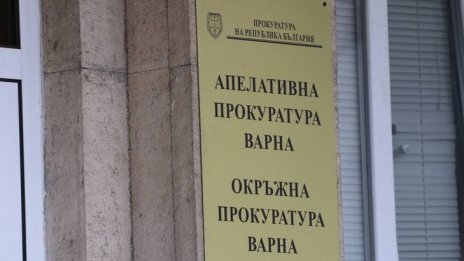 ПРОКУРАТУРА
НА РЕПУБЛИКА БЪЛГАРИЯ
АПЕЛАТИВНА
ПРОКУРАТУРА
ВАРНА
ОКРЪЖНА
ПРОКУРАТУРА
ВАРНА